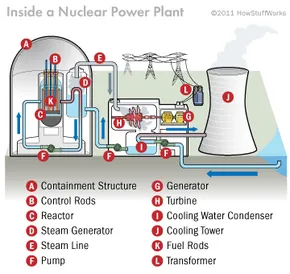 Inside a Nuclear Power Plant
©2011 HowStuffWorks
A
B
E
D
K
C
F
F
F
H
G
I
L
J
A Containment Structure
B Control Rods
C Reactor
D Steam Generator
E Steam Line
F Pump
G Generator
H Turbine
I Cooling Water Condenser
J Cooling Tower
K Fuel Rods
L Transformer